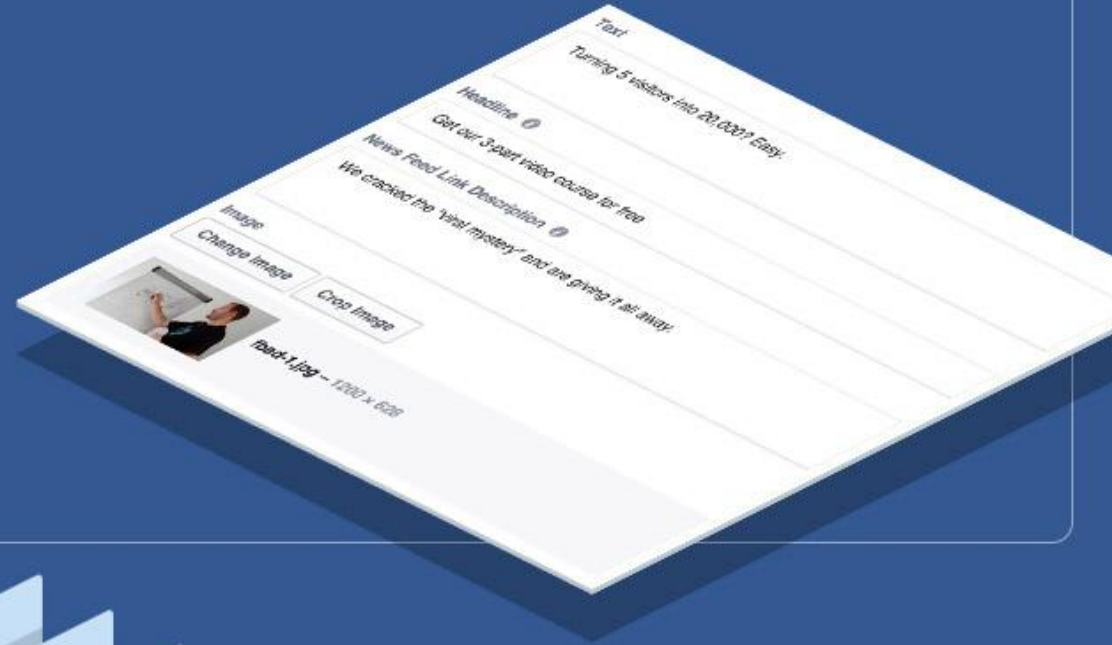 Text
Turning 5 visitors into 20,000? Easy.
Headline
Get our 3-part video course for free
News Feed Link Description
We cracked the "viral mystery" and are giving it all away.
Image
Change Image
Crop Image
fbad-1.jpg – 1200 x 628